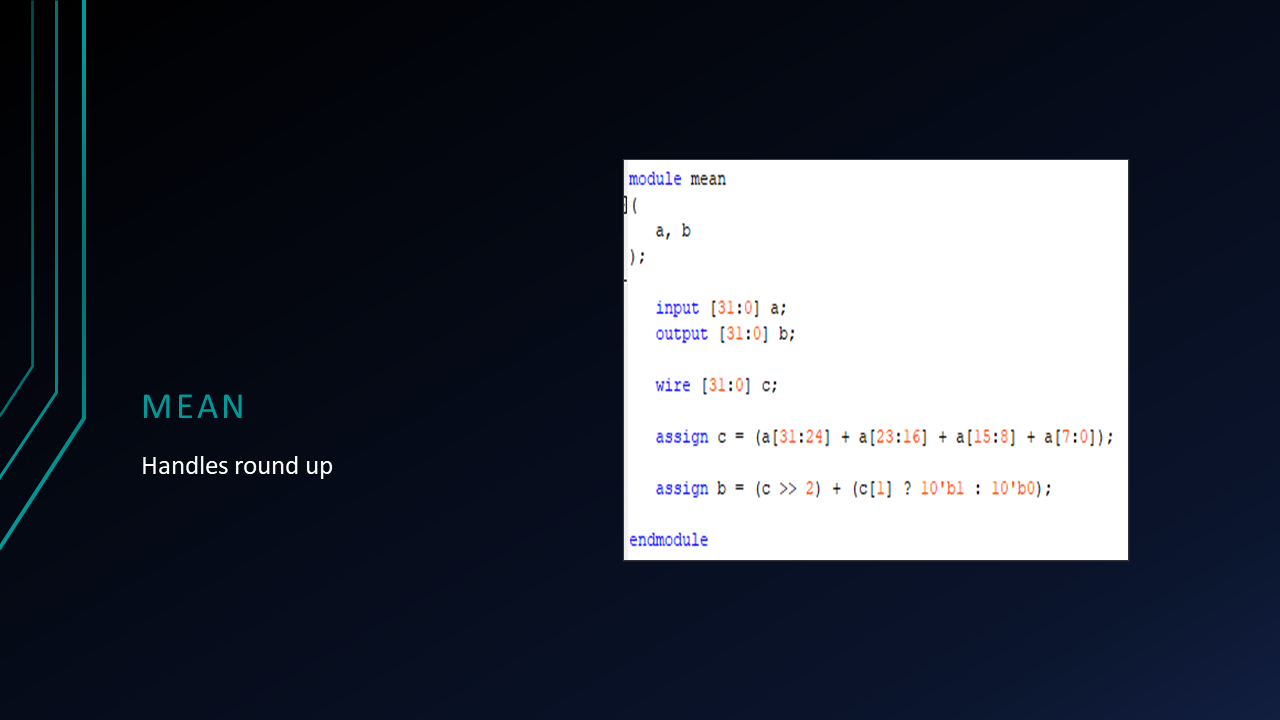 MEAN
Handles round up
module mean
(
a, b
);
input [31:0] a;
output [31:0] b;
wire [31:0] c;
assign c = (a[31:24] + a[23:16] + a[15:8] + a[7:0]);
assign b = (c >> 2) + (c[1] ? 10'b1 : 10'b0);
endmodule